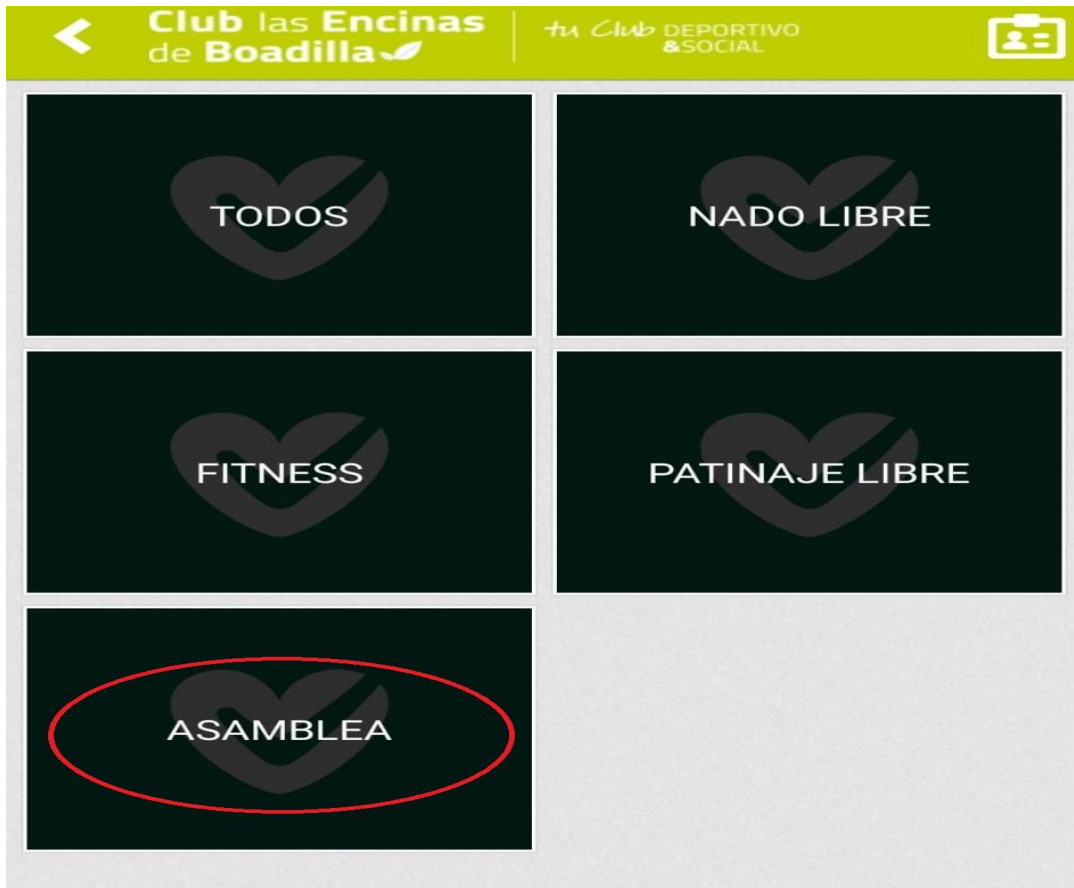 Club las Encinas
de Boadilla
tu Club DEPORTIVO
&SOCIAL
TODOS
NADO LIBRE
FITNESS
PATINAJE LIBRE
ASAMBLEA